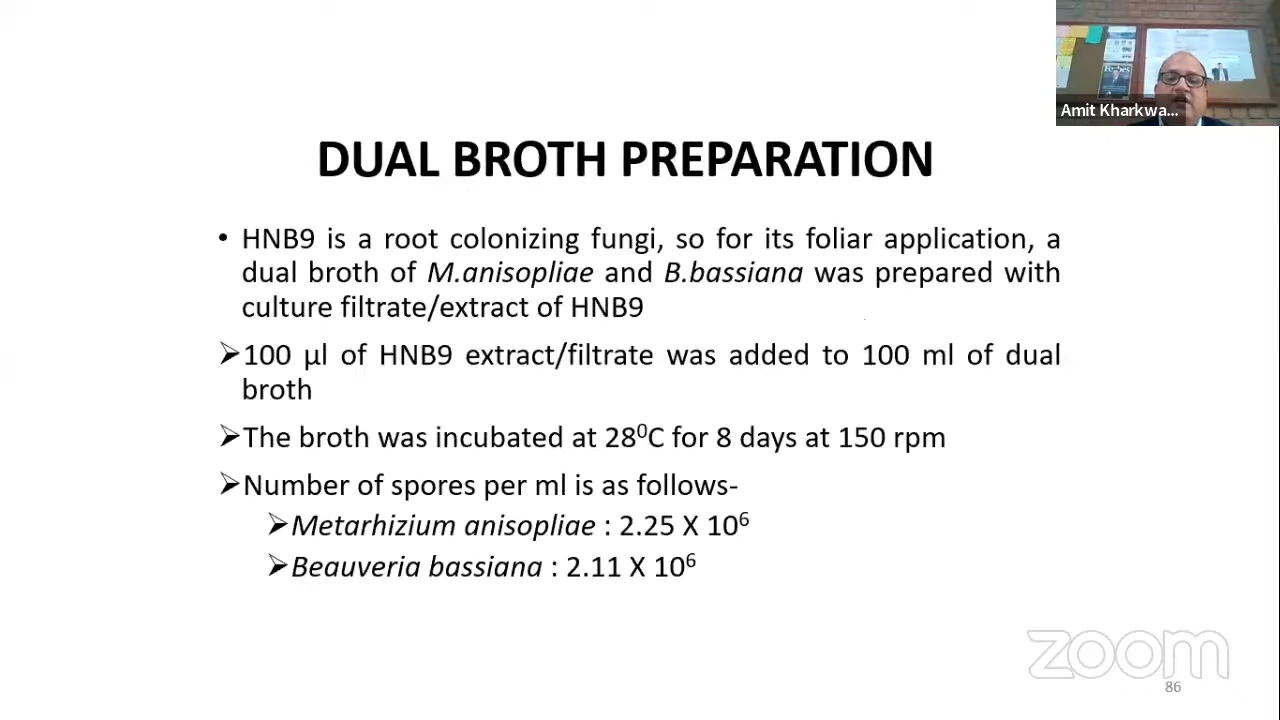 Amit Kharkwa...
DUAL BROTH PREPARATION
• HNB9 is a root colonizing fungi, so for its foliar application, a
dual broth of M.anisopliae and B.bassiana was prepared with
culture filtrate/extract of HNB9
➢100 µl of HNB9 extract/filtrate was added to 100 ml of dual
broth
➢The broth was incubated at 28⁰C for 8 days at 150 rpm
➢Number of spores per ml is as follows-
➢Metarhizium anisopliae : 2.25 X 10⁶
➢Beauveria bassiana : 2.11 X 10⁶
zoom
86